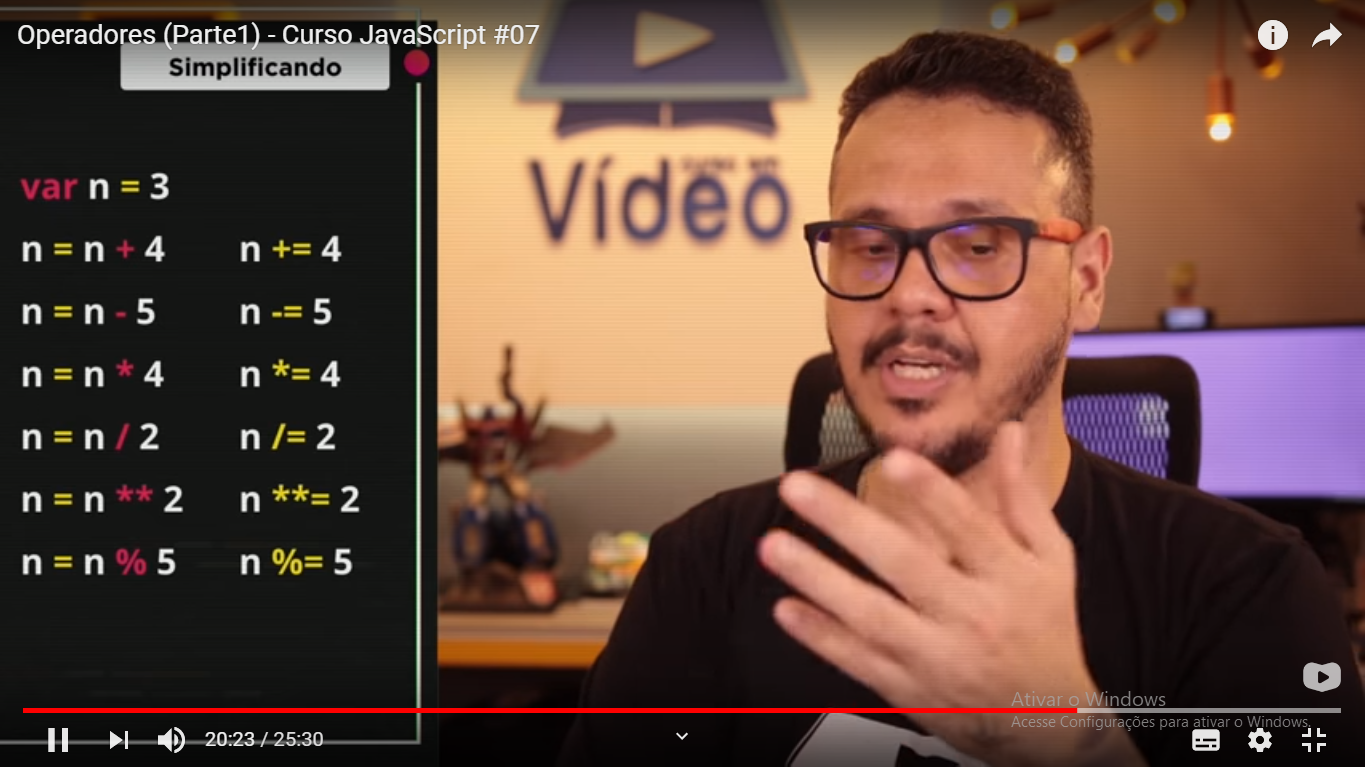 Operadores (Parte1) - Curso JavaScript #07
Simplificando
var n = 3
n = n + 4 n += 4
n = n - 5 n -= 5
n = n * 4 n *= 4
n = n / 2 n /= 2
n = n ** 2 n **= 2
n = n % 5 n %= 5
Vídeo
Ativar o Windows
Acesse Configurações para ativar o Windows.
20:23 / 25:30